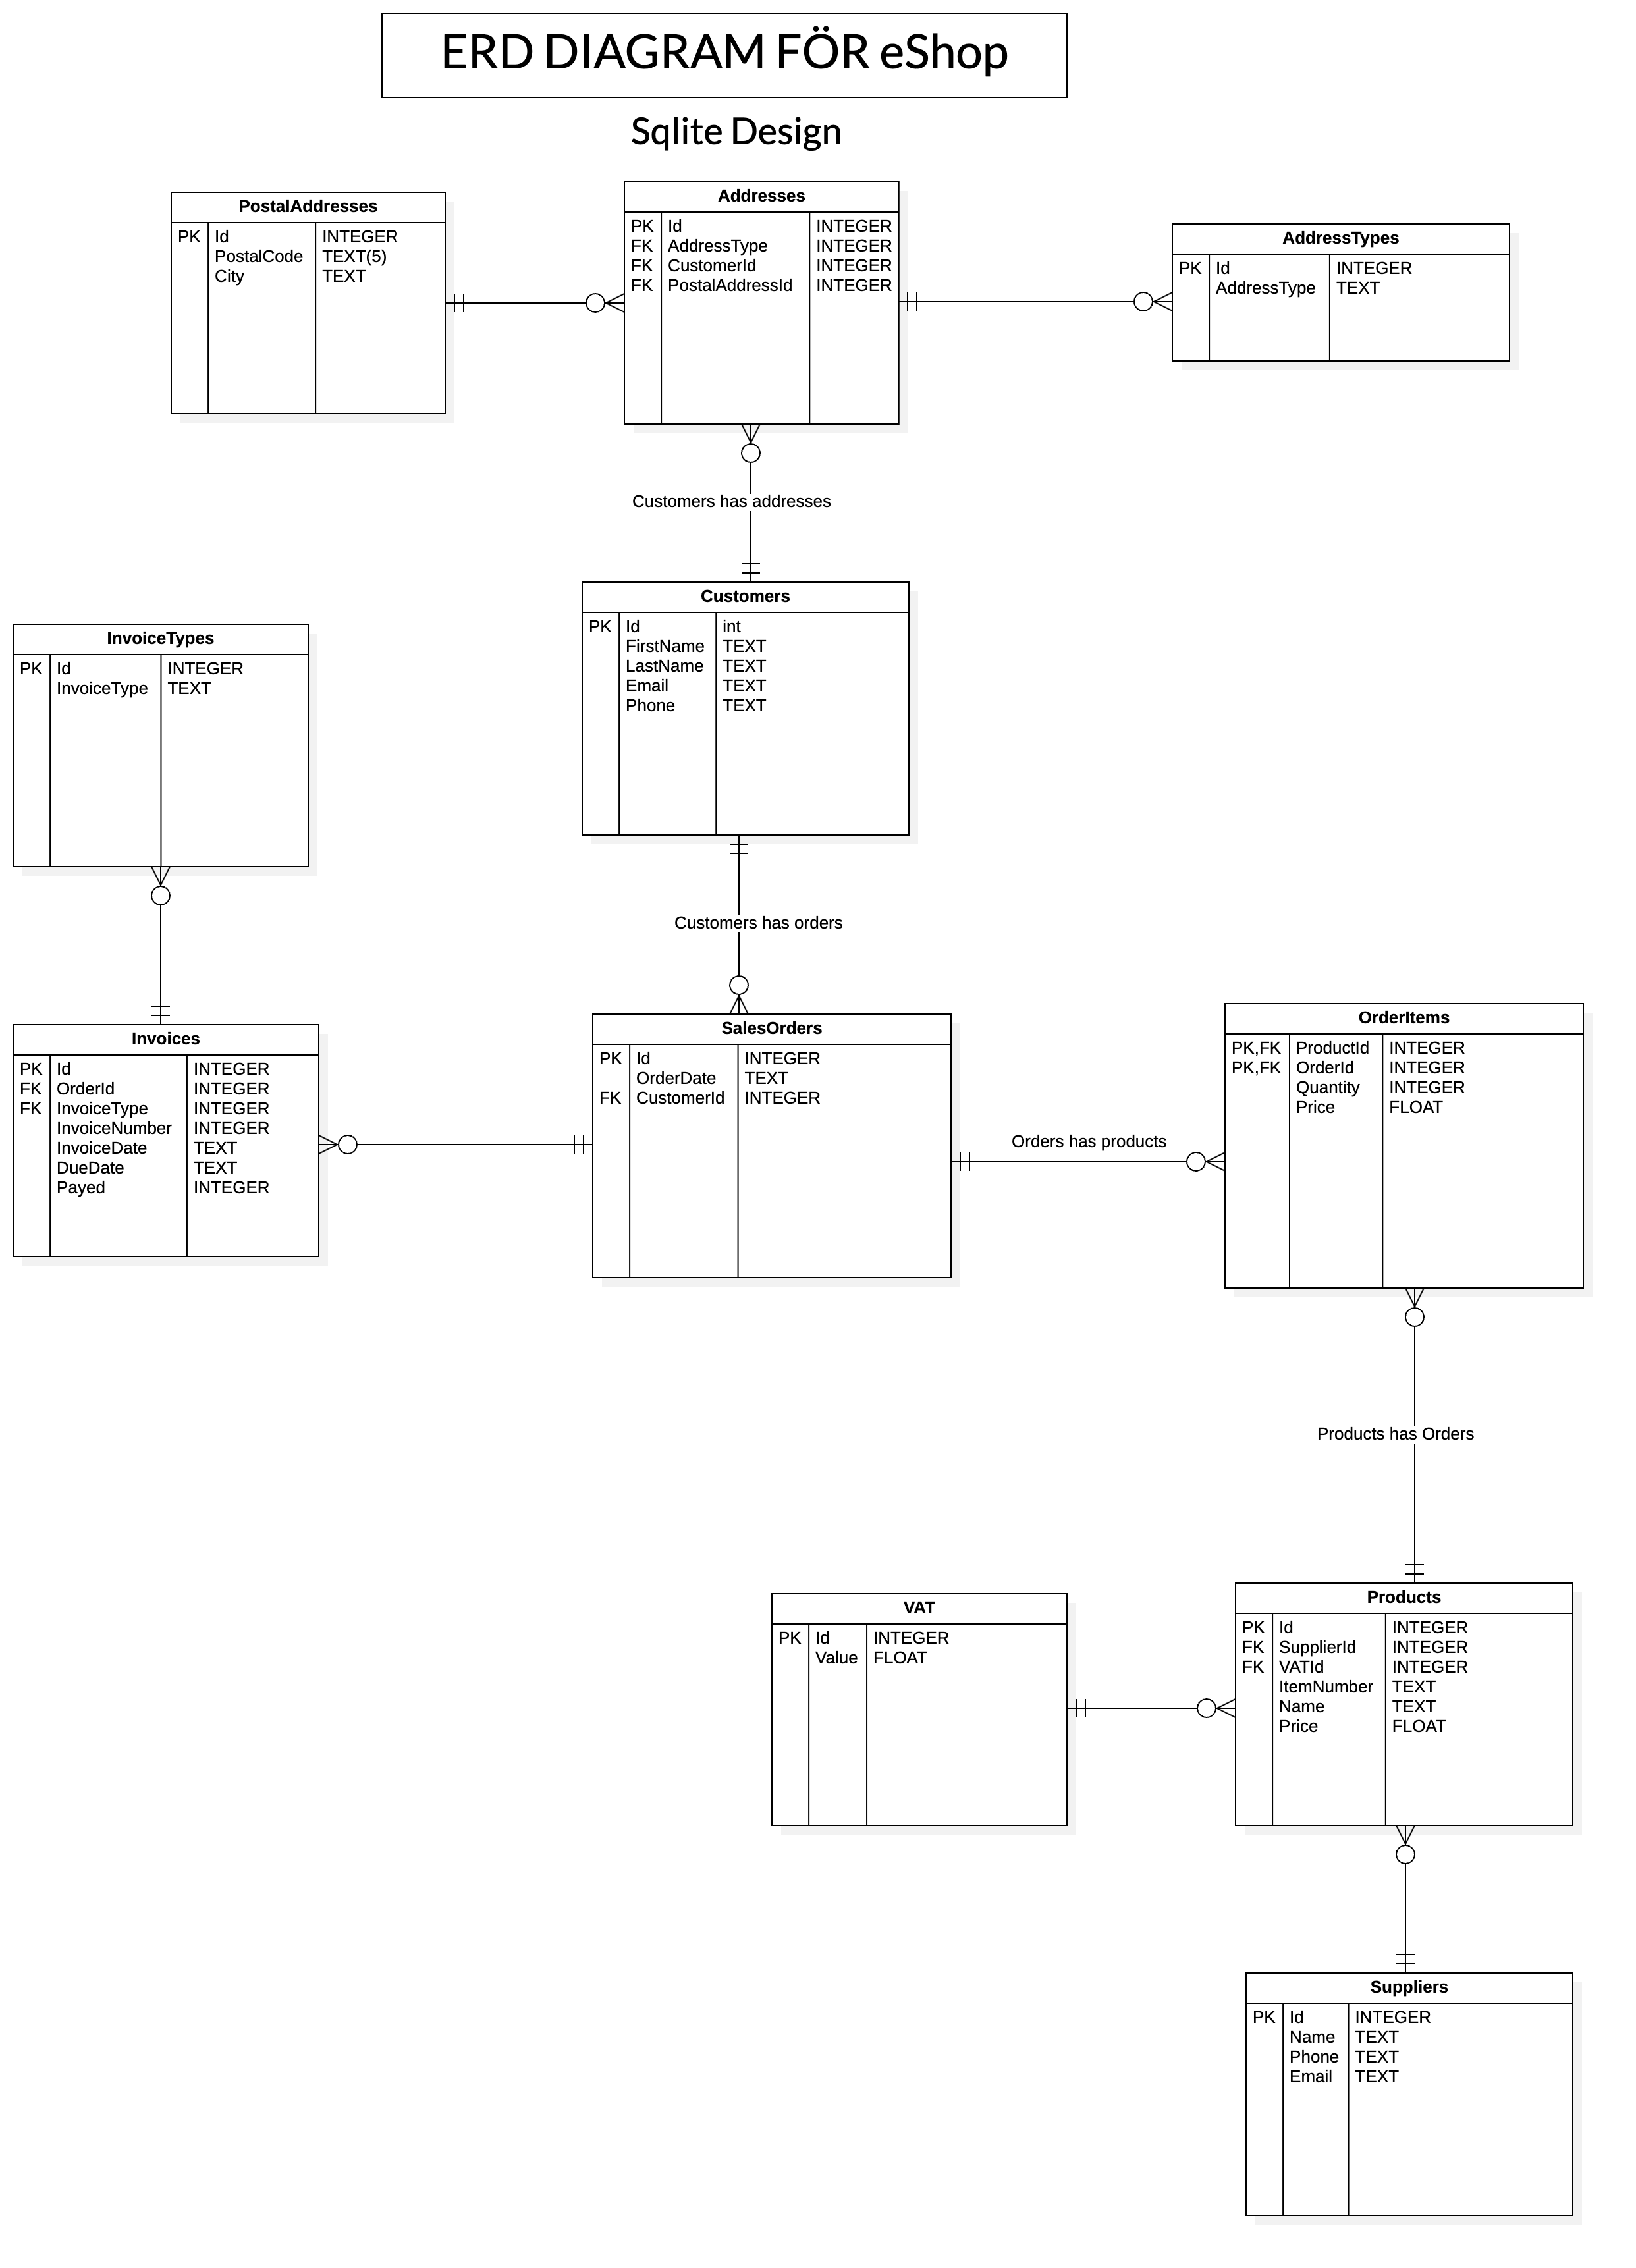 ERD DIAGRAM FÖR eShop
Sqlite Design
PostalAddresses
PK Id INTEGER
PostalCode TEXT(5)
City TEXT
Addresses
PK Id INTEGER
FK AddressType INTEGER
FK CustomerId INTEGER
FK PostalAddressId INTEGER
AddressTypes
PK Id INTEGER
AddressType TEXT
Customers has addresses
Customers
PK Id int
FirstName TEXT
LastName TEXT
Email TEXT
Phone TEXT
InvoiceTypes
PK Id INTEGER
InvoiceType TEXT
Customers has orders
Invoices
PK Id INTEGER
FK OrderId INTEGER
FK InvoiceType INTEGER
InvoiceNumber INTEGER
InvoiceDate TEXT
DueDate TEXT
Payed INTEGER
SalesOrders
PK Id INTEGER
OrderDate TEXT
FK CustomerId INTEGER
Orders has products
OrderItems
PK,FK ProductId INTEGER
PK,FK OrderId INTEGER
Quantity INTEGER
Price FLOAT
Products has Orders
VAT
PK Id INTEGER
Value FLOAT
Products
PK Id INTEGER
FK SupplierId INTEGER
FK VATId INTEGER
ItemNumber TEXT
Name TEXT
Price FLOAT
Suppliers
PK Id INTEGER
Name TEXT
Phone TEXT
Email TEXT